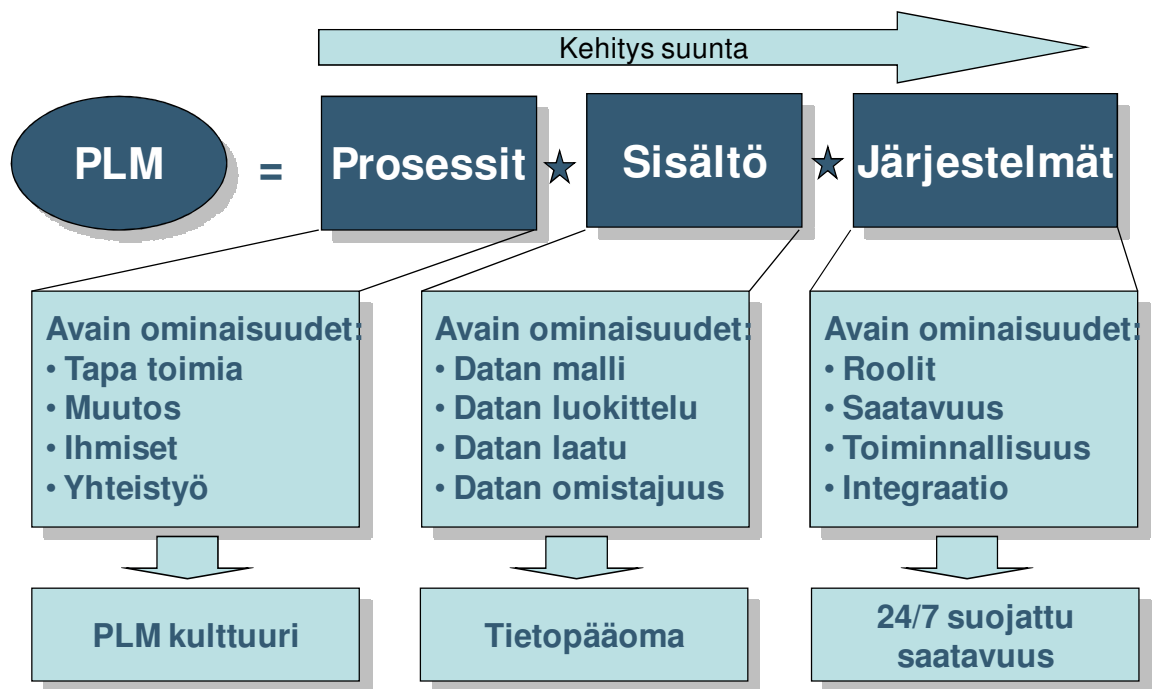 Kehitys suunta
PLM
=
Prosessit
Sisältö
Järjestelmät
Avain ominaisuudet:
• Tapa toimia
• Muutos
• Ihmiset
• Yhteistyö
Avain ominaisuudet:
• Datan malli
• Datan luokittelu
• Datan laatu
• Datan omistajuus
Avain ominaisuudet:
• Roolit
• Saatavuus
• Toiminnallisuus
• Integraatio
PLM kulttuuri
Tietopääoma
24/7 suojattu
saatavuus